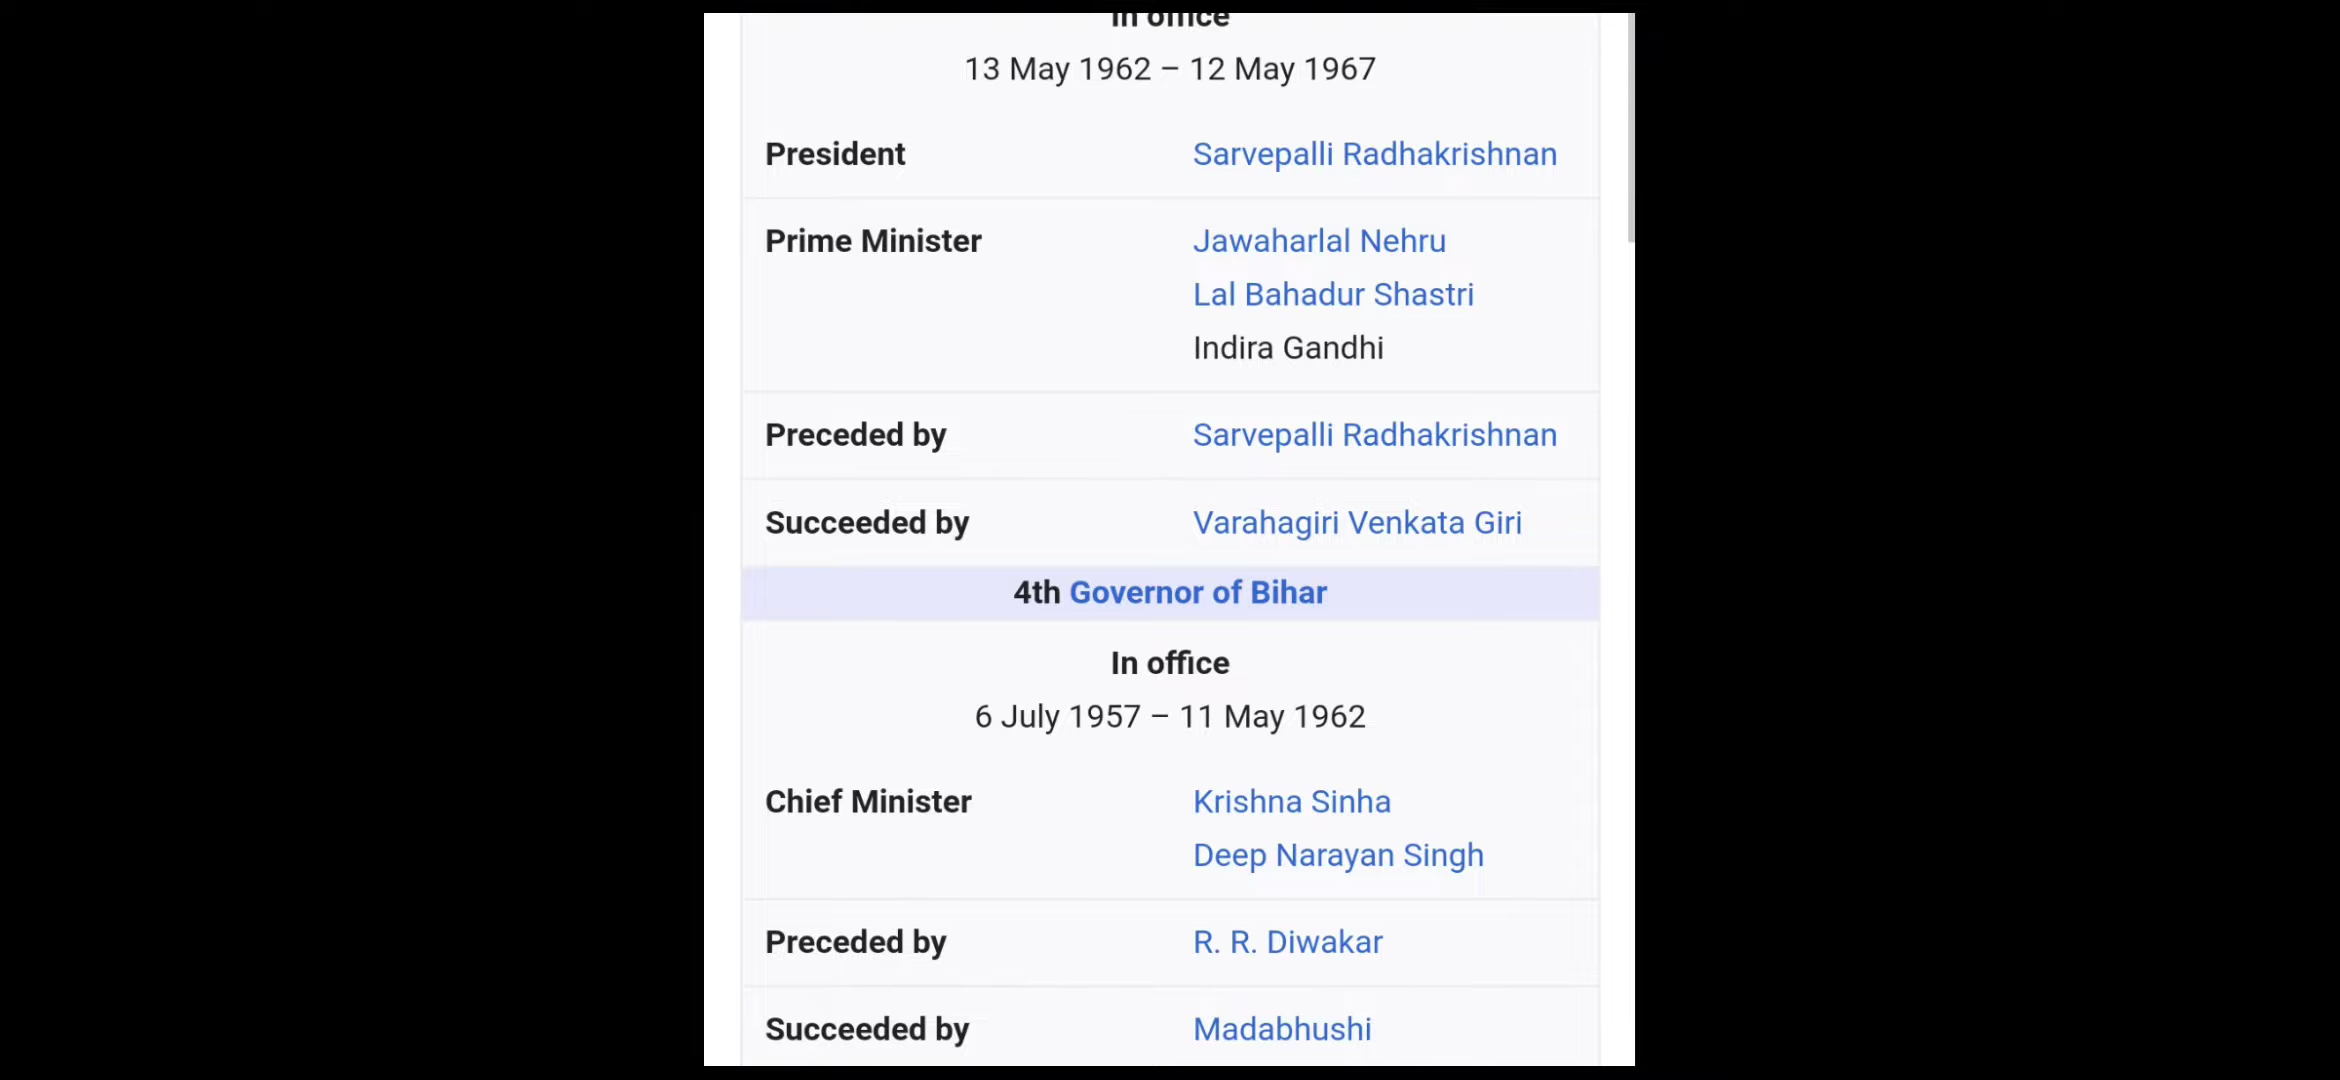 In office
13 May 1962 – 12 May 1967
President Sarvepalli Radhakrishnan
Prime Minister Jawaharlal Nehru
Lal Bahadur Shastri
Indira Gandhi
Preceded by Sarvepalli Radhakrishnan
Succeeded by Varahagiri Venkata Giri
4th Governor of Bihar
In office
6 July 1957 – 11 May 1962
Chief Minister Krishna Sinha
Deep Narayan Singh
Preceded by R. R. Diwakar
Succeeded by Madabhushi